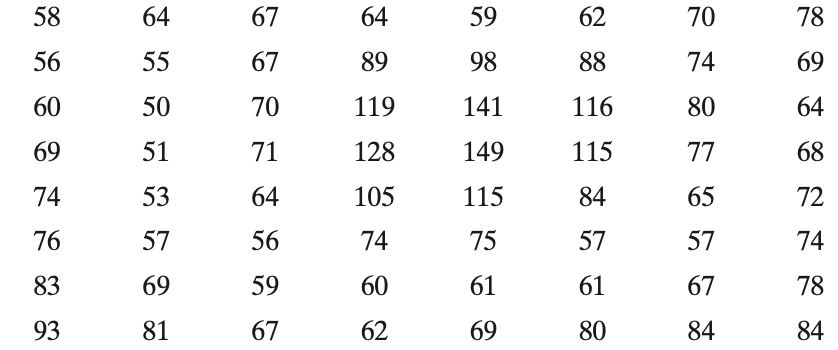 58 64 67 64 59 62 70 78
56 55 67 89 98 88 74 69
60 50 70 119 141 116 80 64
69 51 71 128 149 115 77 68
74 53 64 105 115 84 65 72
76 57 56 74 75 57 57 74
83 69 59 60 61 61 67 78
93 81 67 62 69 80 84 84